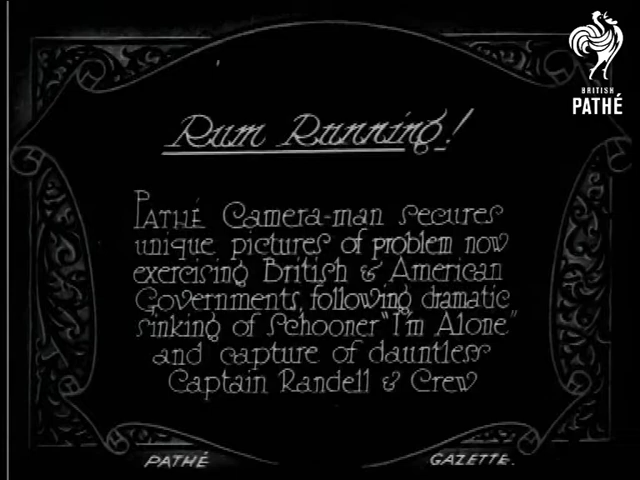 BRITISH
PATHÉ
Rum Running!
PATHÉ Camera-man secures
unique pictures of problem now
exercising British & American
Governments, following dramatic
sinking of Schooner "I'm Alone"
and capture of dauntless
Captain Randell & Crew
PATHÉ GAZETTE.